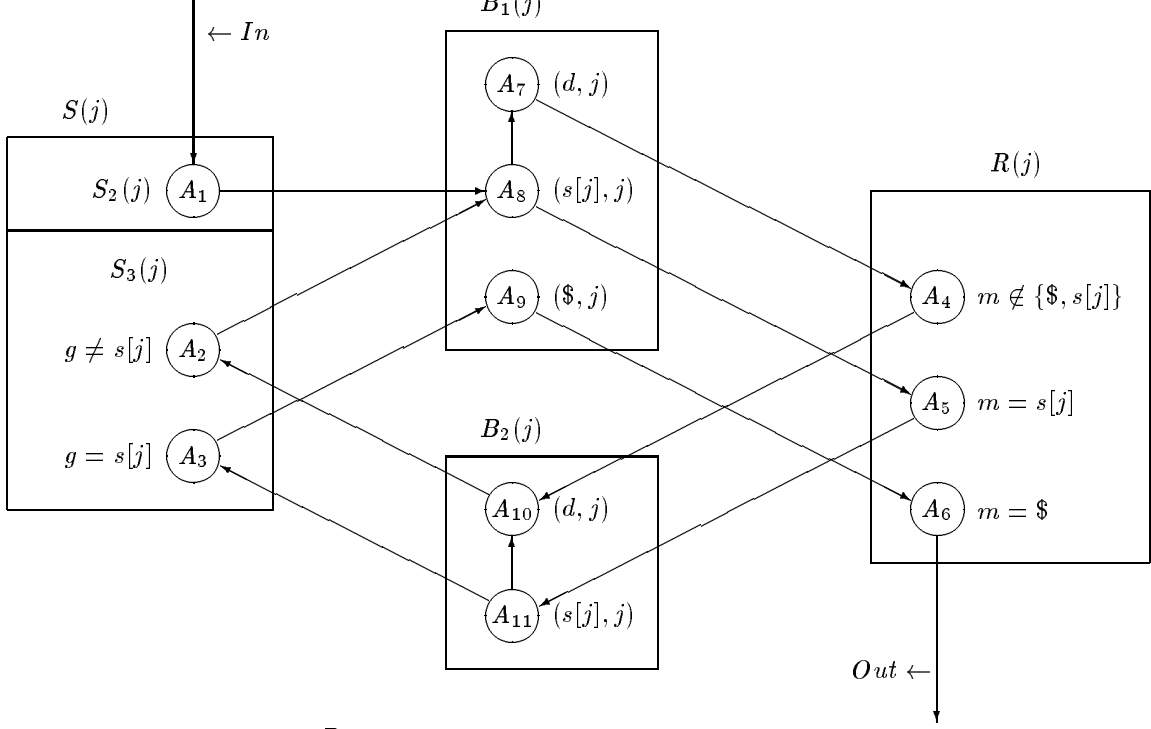 B₁(j)
← In
S(j)
A₇ (d, j)
R(j)
S₂(j) A₁
A₈ (s[j], j)
S₃(j)
A₉ ($, j)
A₄ m ∉ {$, s[j]}
g ≠ s[j] A₂
A₅ m = s[j]
B₂(j)
g = s[j] A₃
A₁₀ (d, j)
A₆ m = $
A₁₁ (s[j], j)
Out ←